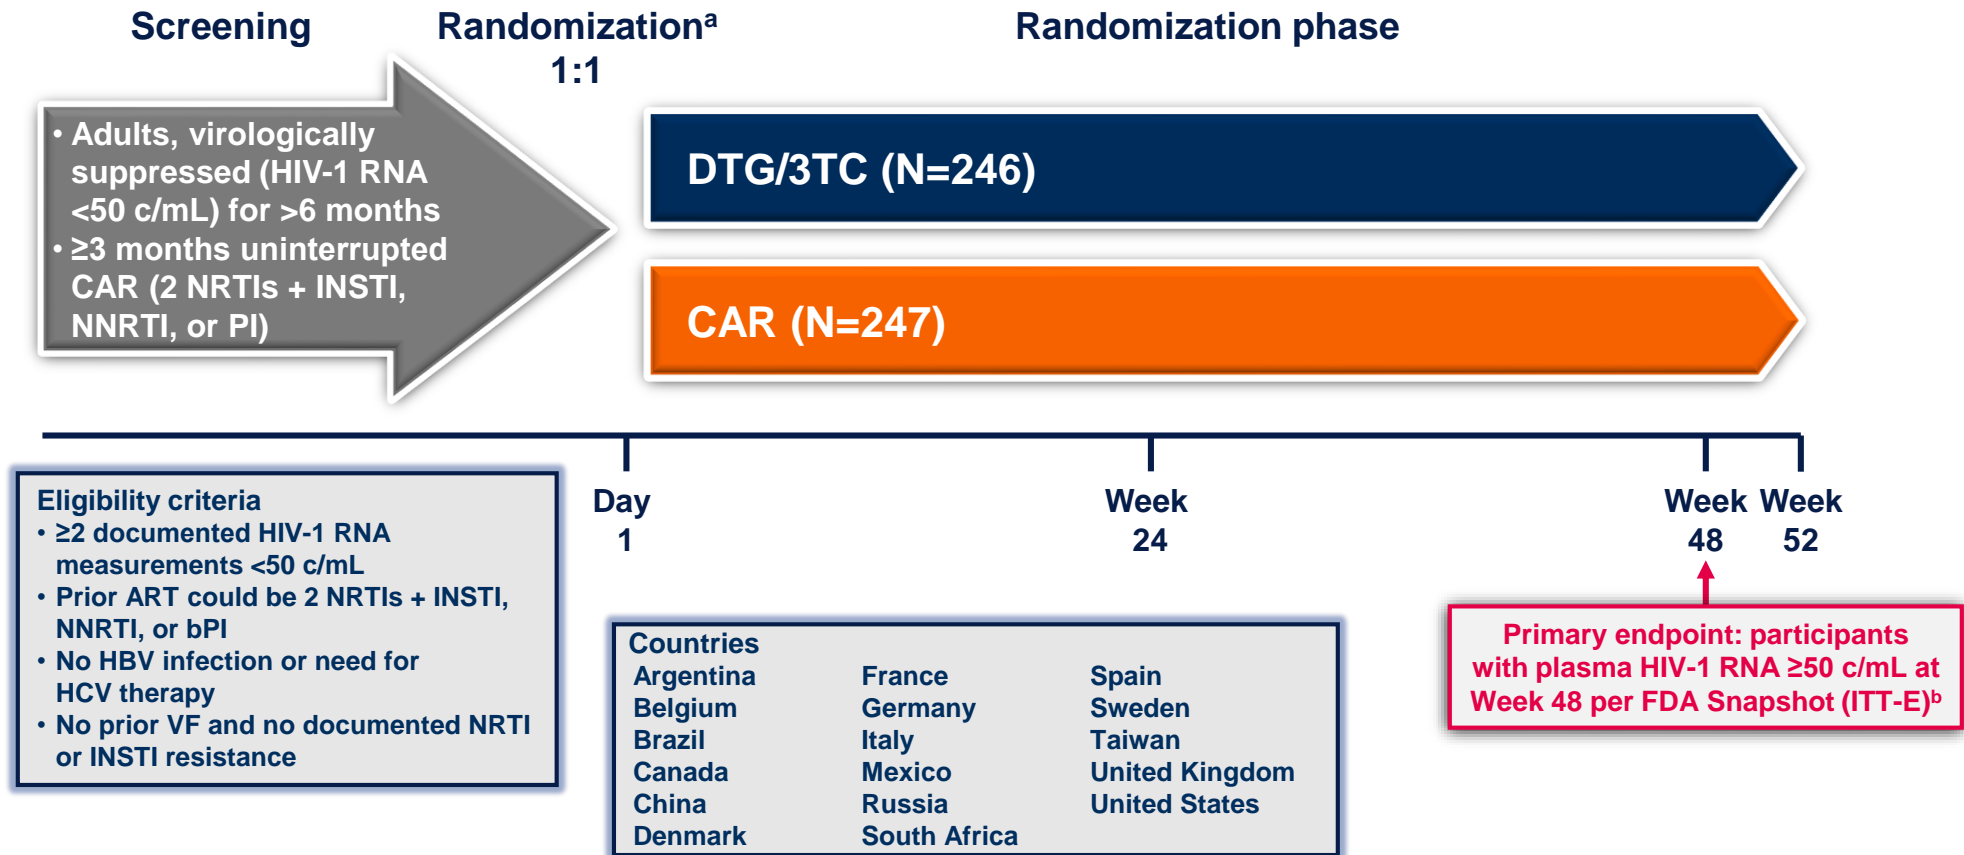 Screening
Randomizationᵃ
1:1
Randomization phase
• Adults, virologically
suppressed (HIV-1 RNA
<50 c/mL) for >6 months
• ≥3 months uninterrupted
CAR (2 NRTIs + INSTI,
NNRTI, or PI)
DTG/3TC (N=246)
CAR (N=247)
Day
1
Week
24
Week
48
Week
52
Eligibility criteria
• ≥2 documented HIV-1 RNA
measurements <50 c/mL
• Prior ART could be 2 NRTIs + INSTI,
NNRTI, or bPI
• No HBV infection or need for
HCV therapy
• No prior VF and no documented NRTI
or INSTI resistance
Countries
Argentina
Belgium
Brazil
Canada
China
Denmark
France
Germany
Italy
Mexico
Russia
South Africa
Spain
Sweden
Taiwan
United Kingdom
United States
Primary endpoint: participants
with plasma HIV-1 RNA ≥50 c/mL at
Week 48 per FDA Snapshot (ITT-E)ᵇ